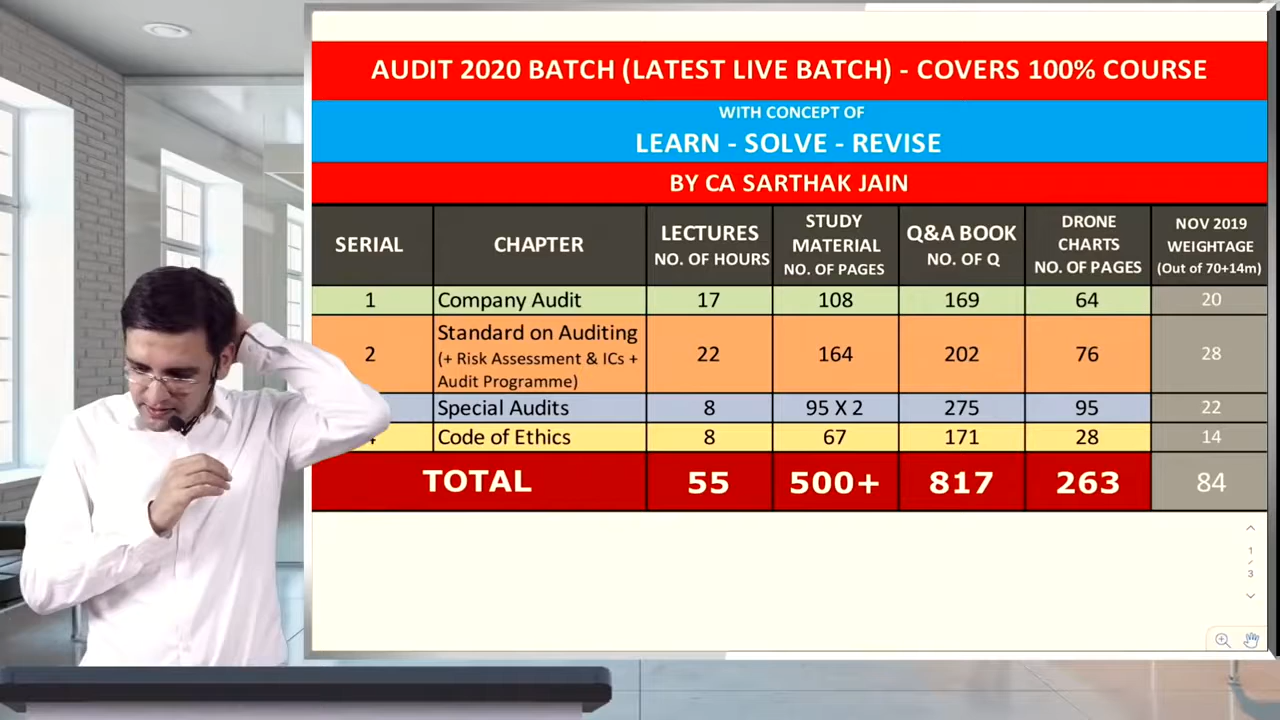 AUDIT 2020 BATCH (LATEST LIVE BATCH) - COVERS 100% COURSE
WITH CONCEPT OF
LEARN - SOLVE - REVISE
BY CA SARTHAK JAIN
SERIAL CHAPTER LECTURES NO. OF HOURS STUDY MATERIAL NO. OF PAGES Q&A BOOK NO. OF Q DRONE CHARTS NO. OF PAGES NOV 2019 WEIGHTAGE (Out of 70+14m)
1 Company Audit 17 108 169 64 20
2 Standard on Auditing (+ Risk Assessment & ICs + Audit Programme) 22 164 202 76 28
Special Audits 8 95 X 2 275 95 22
4 Code of Ethics 8 67 171 28 14
TOTAL 55 500+ 817 263 84
1
/
3